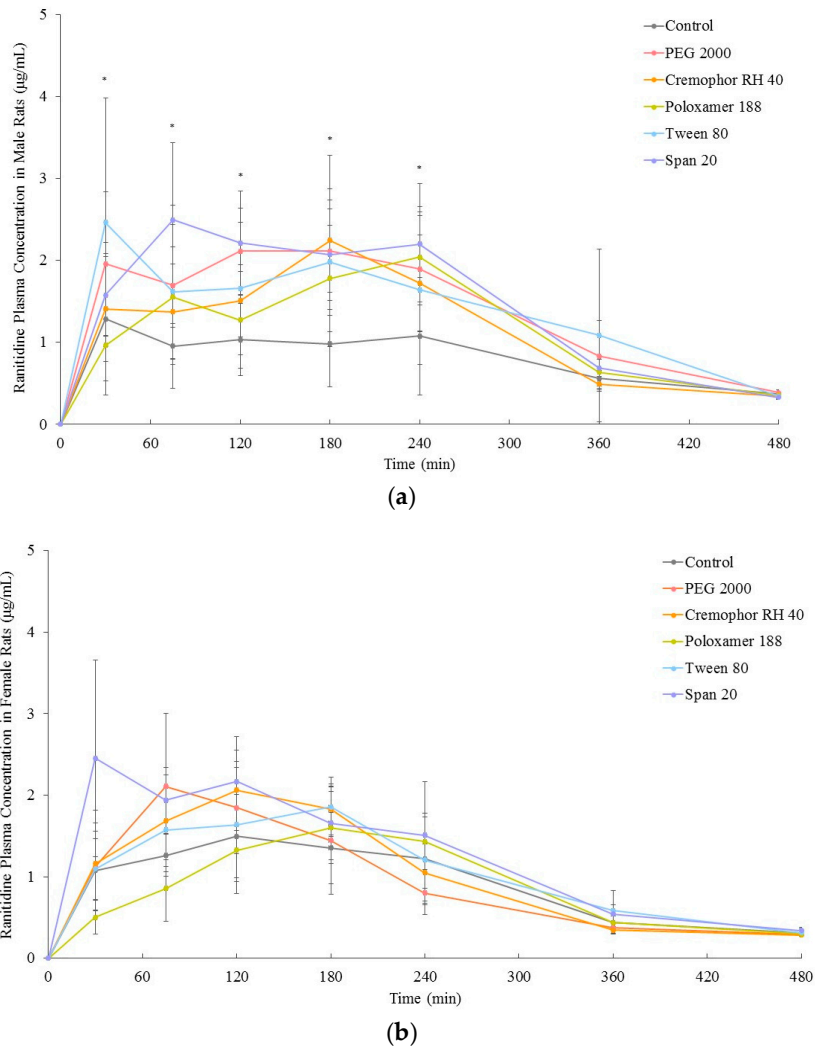 Ranitidine Plasma Concentration in Male Rats (μg/mL)
5
4
3
2
1
0
* * * * *
Control
PEG 2000
Cremophor RH 40
Poloxamer 188
Tween 80
Span 20
0 60 120 180 240 300 360 420 480
Time (min)
(a)
Ranitidine Plasma Concentration in Female Rats (μg/mL)
5
4
3
2
1
0
Control
PEG 2000
Cremophor RH 40
Poloxamer 188
Tween 80
Span 20
0 60 120 180 240 300 360 420 480
Time (min)
(b)